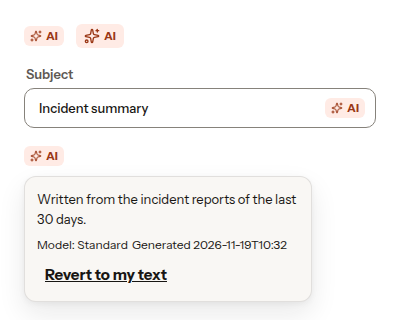 AI AI
Subject
Incident summary AI
AI
Written from the incident reports of the last
30 days.
Model: Standard Generated 2026-11-19T10:32
Revert to my text